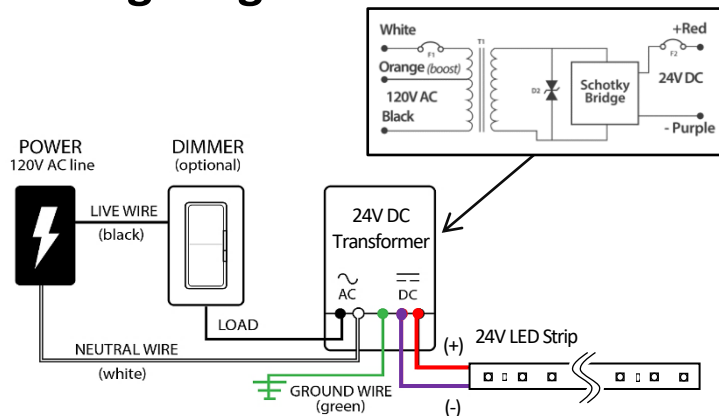 White
F1
T1
Orange (boost)
120V AC
Black
D2
Schotky
Bridge
+Red
F2
24V DC
- Purple
POWER
120V AC line
DIMMER
(optional)
LIVE WIRE
(black)
24V DC
Transformer
AC
DC
LOAD
NEUTRAL WIRE
(white)
GROUND WIRE
(green)
(+)
24V LED Strip
(-)